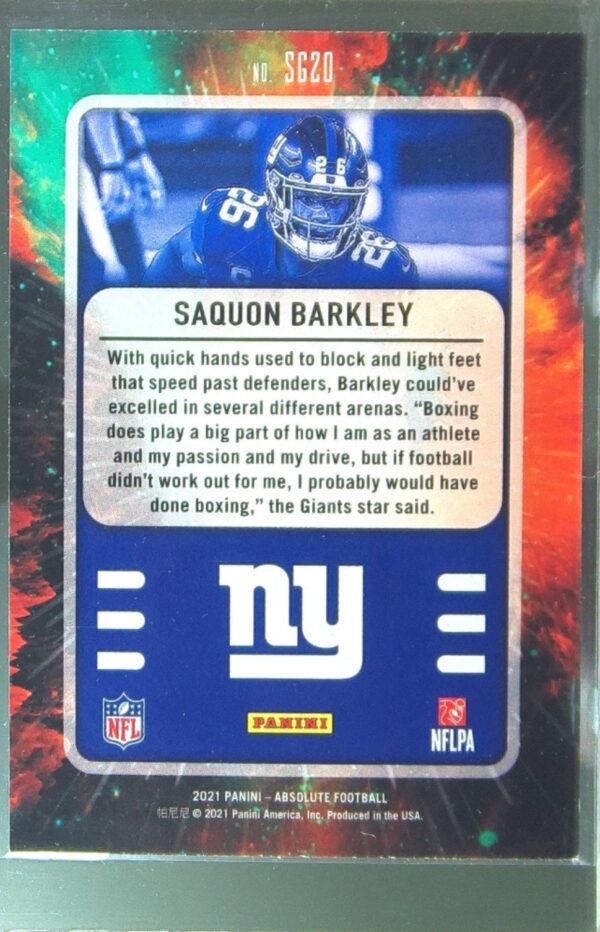 NO. SG20
26
26
26
SAQUON BARKLEY
With quick hands used to block and light feet
that speed past defenders, Barkley could've
excelled in several different arenas. “Boxing
does play a big part of how I am as an athlete
and my passion and my drive, but if football
didn't work out for me, I probably would have
done boxing,” the Giants star said.
ny
NFL
PANINI
NFLPA
2021 PANINI – ABSOLUTE FOOTBALL
帕尼尼 © 2021 Panini America, Inc. Produced in the USA.